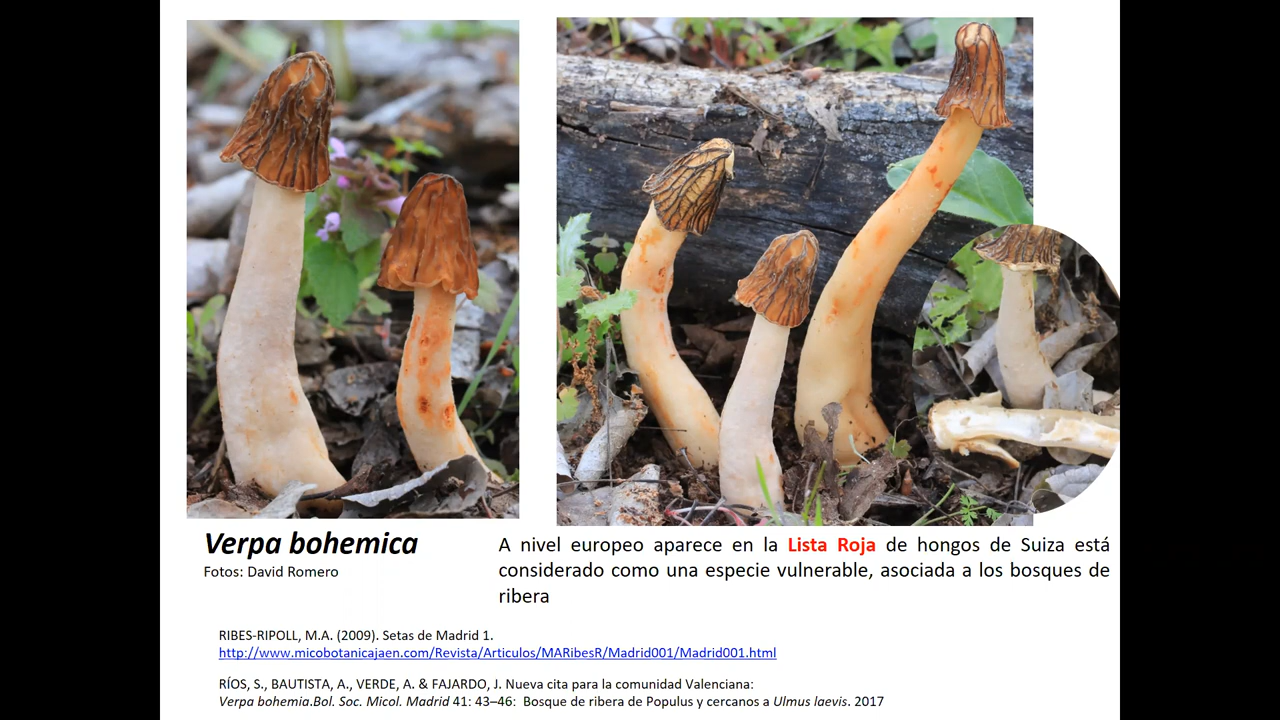 Verpa bohemica
Fotos: David Romero
A nivel europeo aparece en la Lista Roja de hongos de Suiza está
considerado como una especie vulnerable, asociada a los bosques de
ribera
RIBES-RIPOLL, M.A. (2009). Setas de Madrid 1.
http://www.micobotanicajaen.com/Revista/Articulos/MARibesR/Madrid001/Madrid001.html
RÍOS, S., BAUTISTA, A., VERDE, A. & FAJARDO, J. Nueva cita para la comunidad Valenciana:
Verpa bohemia.Bol. Soc. Micol. Madrid 41: 43–46: Bosque de ribera de Populus y cercanos a Ulmus laevis. 2017